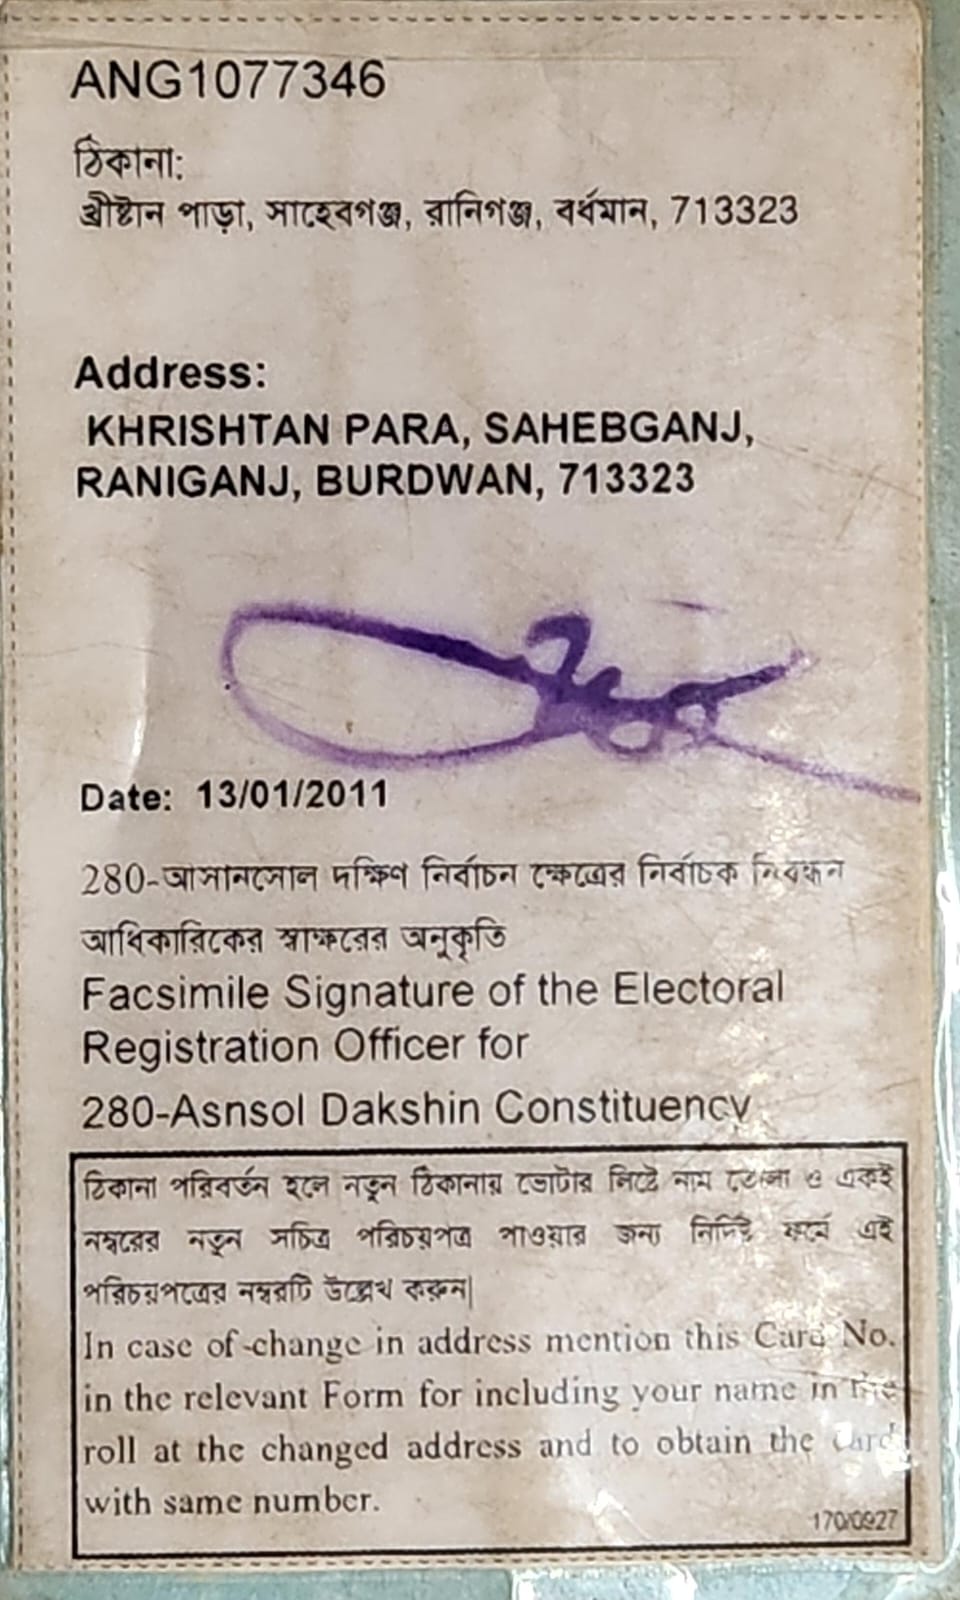 ANG1077346
ঠিকানা:
খ্রীষ্টান পাড়া, সাহেবগঞ্জ, রানিগঞ্জ, বর্ধমান, 713323
Address:
KHRISHTAN PARA, SAHEBGANJ,
RANIGANJ, BURDWAN, 713323
Date: 13/01/2011
280-আসানসোল দক্ষিণ নির্বাচন ক্ষেত্রের নির্বাচক নিবন্ধন
আধিকারিকের স্বাক্ষরের অনুকৃতি
Facsimile Signature of the Electoral
Registration Officer for
280-Asnsol Dakshin Constituency
ঠিকানা পরিবর্তন হলে নতুন ঠিকানায় ভোটার লিষ্টে নাম তোলা ও একই
নম্বরের নতুন সচিত্র পরিচয়পত্র পাওয়ার জন্য নির্দিষ্ট ফর্মে এই
পরিচয়পত্রের নম্বরটি উল্লেখ করুন|
In case of change in address mention this Card No.
in the relevant Form for including your name in the
roll at the changed address and to obtain the card
with same number.
170/0927